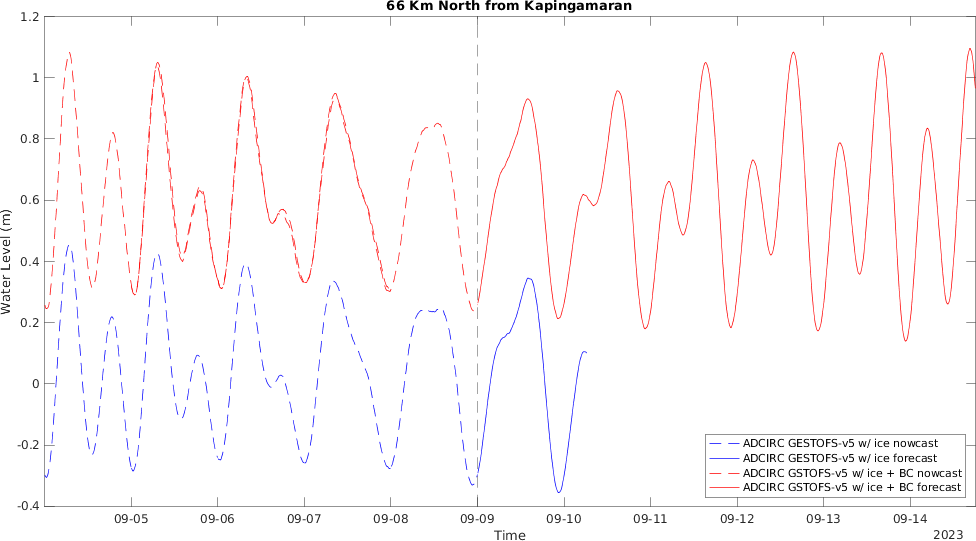 66 Km North from Kapingamaran
1.2
1
0.8
0.6
0.4
0.2
0
-0.2
-0.4
Water Level (m)
ADCIRC GESTOFS-v5 w/ ice nowcast
ADCIRC GESTOFS-v5 w/ ice forecast
ADCIRC GSTOFS-v5 w/ ice + BC nowcast
ADCIRC GSTOFS-v5 w/ ice + BC forecast
09-05 09-06 09-07 09-08 09-09 09-10 09-11 09-12 09-13 09-14
Time
2023